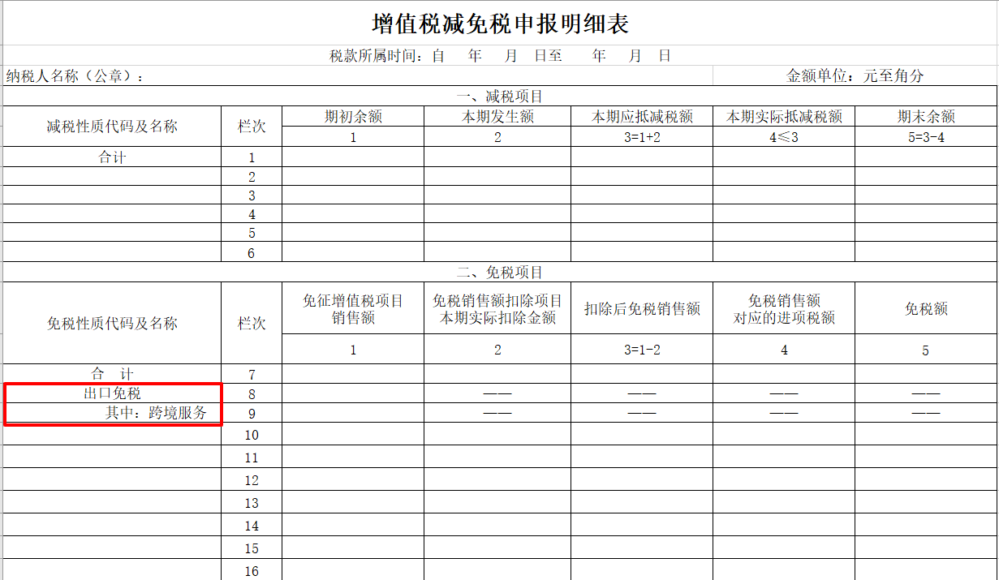 增值税减免税申报明细表
税款所属时间：自 年 月 日至 年 月 日
纳税人名称（公章）： 金额单位：元至角分
一、减税项目
减税性质代码及名称 栏次 期初余额 本期发生额 本期应抵减税额 本期实际抵减税额 期末余额
1 2 3=1+2 4≤3 5=3-4
合计 1
2
3
4
5
6
二、免税项目
免税性质代码及名称 栏次 免征增值税项目 免税销售额扣除项目 扣除后免税销售额 免税销售额 免税额
销售额 本期实际扣除金额 对应的进项税额
1 2 3=1-2 4 5
合 计 7
出口免税 8 —— —— —— ——
其中：跨境服务 9 —— —— —— ——
10
11
12
13
14
15
16